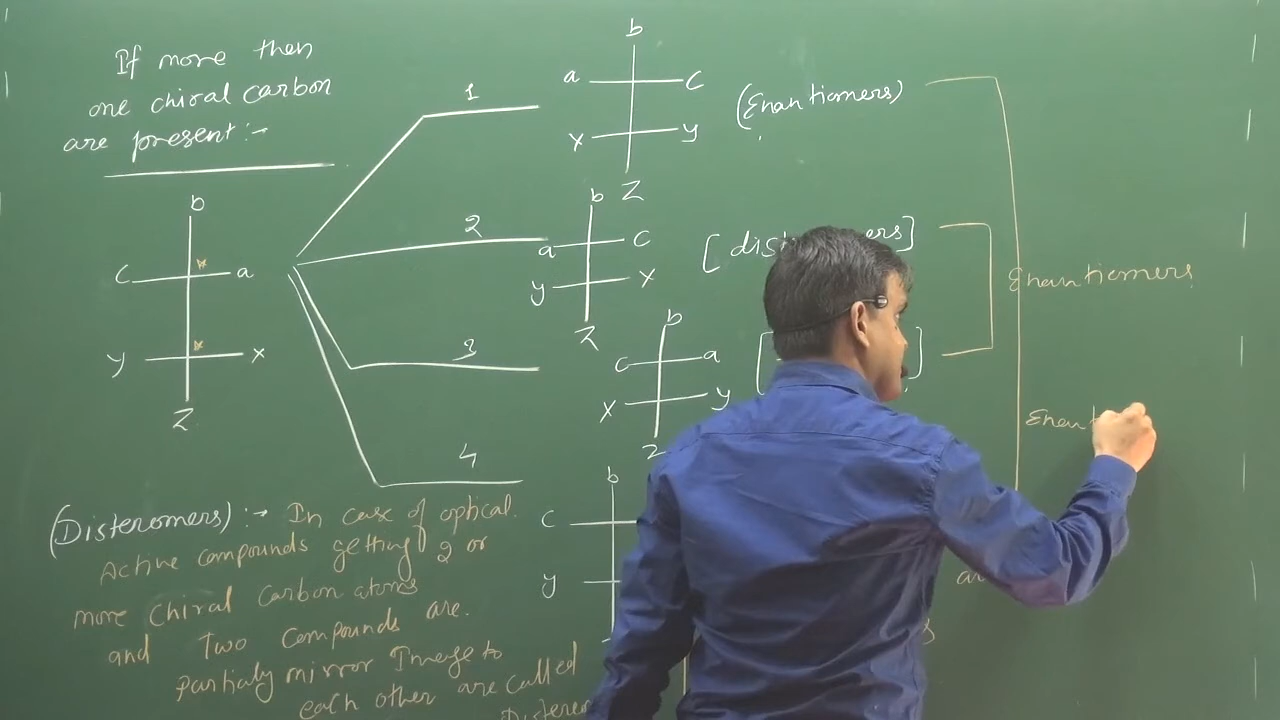 If more then
one chiral carbon
are present:-
b
C a
y x
Z
1
b
a C
x y
Z
(Enantiomers)
2
b
a C
y x
Z
3
b
C a
x y
Z
Enantiomers
4
b
C
y
(Disteromers):- In case of optical.
Active compounds getting 2 or
more Chiral Carbon atoms
and Two compounds are.
Partialy mirror Image to
each other are called